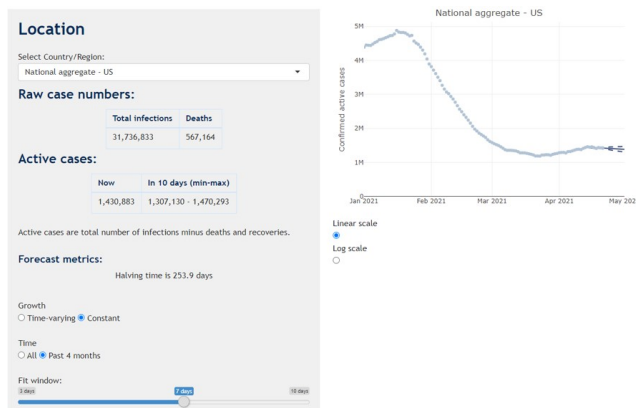 Location
Select Country/Region:
National aggregate - US
Raw case numbers:
Total infections Deaths
31,736,833 567,164
Active cases:
Now In 10 days (min-max)
1,430,883 1,307,130 - 1,470,293
Active cases are total number of infections minus deaths and recoveries.
Forecast metrics:
Halving time is 253.9 days
Growth
Time-varying Constant
Time
All Past 4 months
Fit window:
3 days 7 days 10 days
National aggregate - US
Confirmed active cases
5M
4M
3M
2M
1M
0
Jan 2021 Feb 2021 Mar 2021 Apr 2021 May 202
Linear scale
Log scale